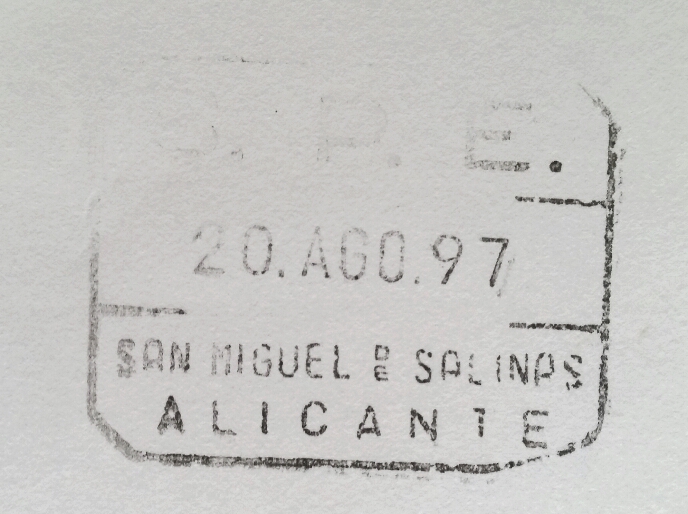 P. E.
20. AGO. 97
SAN MIGUEL DE SALINAS
ALICANTE